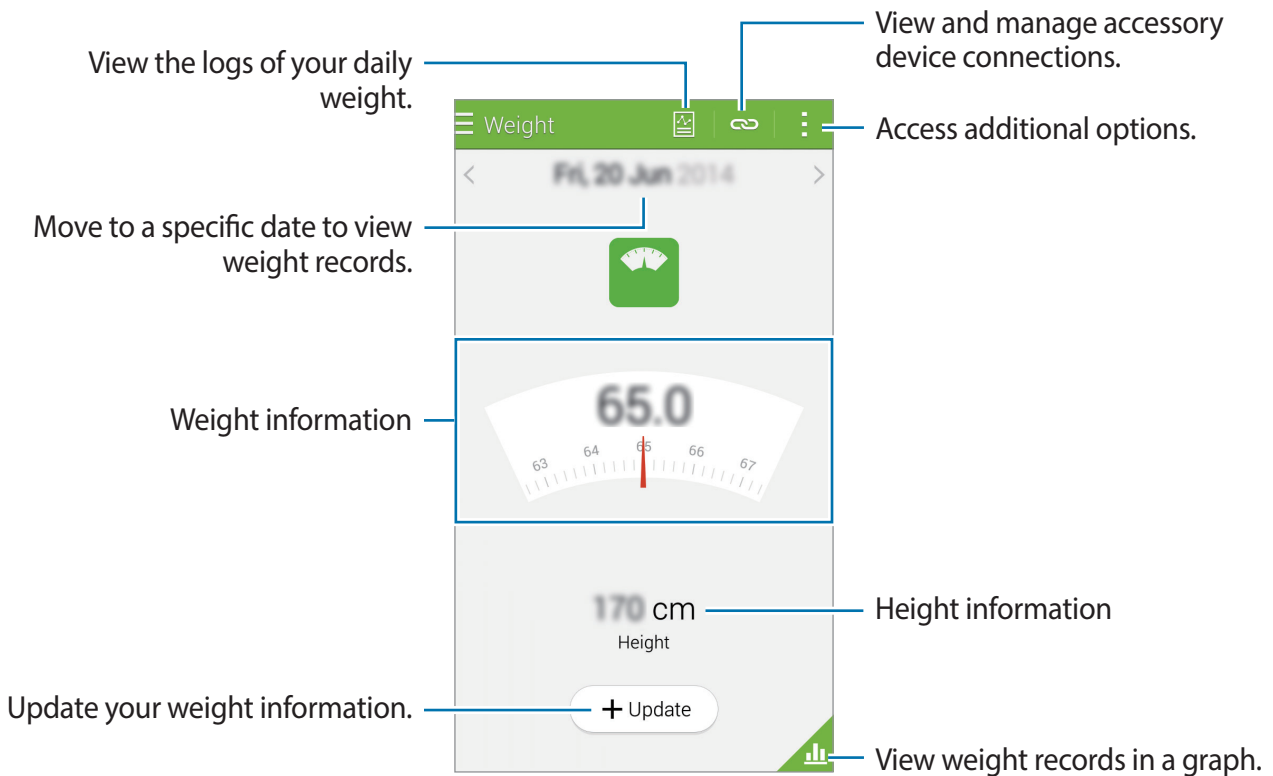 View and manage accessory
device connections.
View the logs of your daily
weight.
Weight
Access additional options.
Fri, 20 Jun 2014
Move to a specific date to view
weight records.
Weight information
65.0
63 64 65 66 67
170 cm
Height information
Height
Update your weight information.
+ Update
View weight records in a graph.